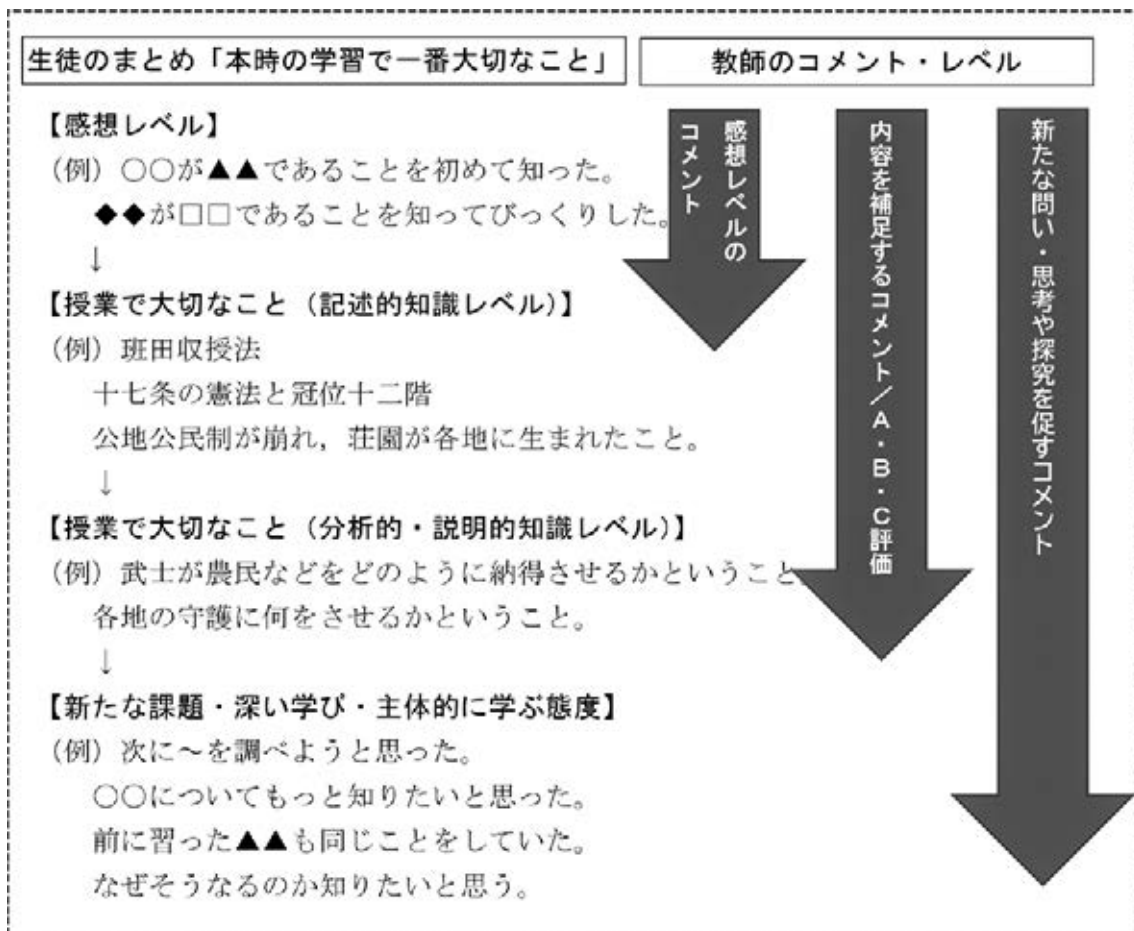 生徒のまとめ「本時の学習で一番大切なこと」
教師のコメント・レベル
【感想レベル】
(例) ○○が▲▲であることを初めて知った。
◆◆が□□であることを知ってびっくりした。
↓
【授業で大切なこと（記述的知識レベル）】
(例) 班田収授法
十七条の憲法と冠位十二階
公地公民制が崩れ，荘園が各地に生まれたこと。
↓
【授業で大切なこと（分析的・説明的知識レベル）】
(例) 武士が農民などをどのように納得させるかということ
各地の守護に何をさせるかということ。
↓
【新たな課題・深い学び・主体的に学ぶ態度】
(例) 次に～を調べようと思った。
○○についてもっと知りたいと思った。
前に習った▲▲も同じことをしていた。
なぜそうなるのか知りたいと思う。
感想レベルの
コメント
内容を補足するコメント／A・B・C評価
新たな問い・思考や探究を促すコメント